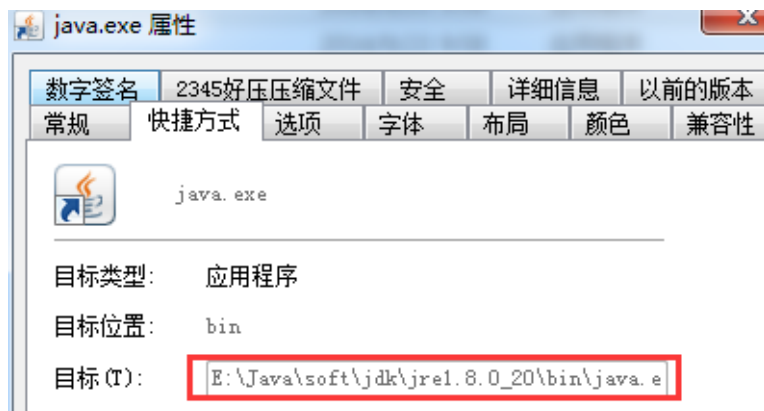 java.exe 属性
数字签名 2345好压压缩文件 安全 详细信息 以前的版本
常规 快捷方式 选项 字体 布局 颜色 兼容性
java.exe
目标类型: 应用程序
目标位置: bin
目标(T): E:\Java\soft\jdk\jre1.8.0_20\bin\java.e